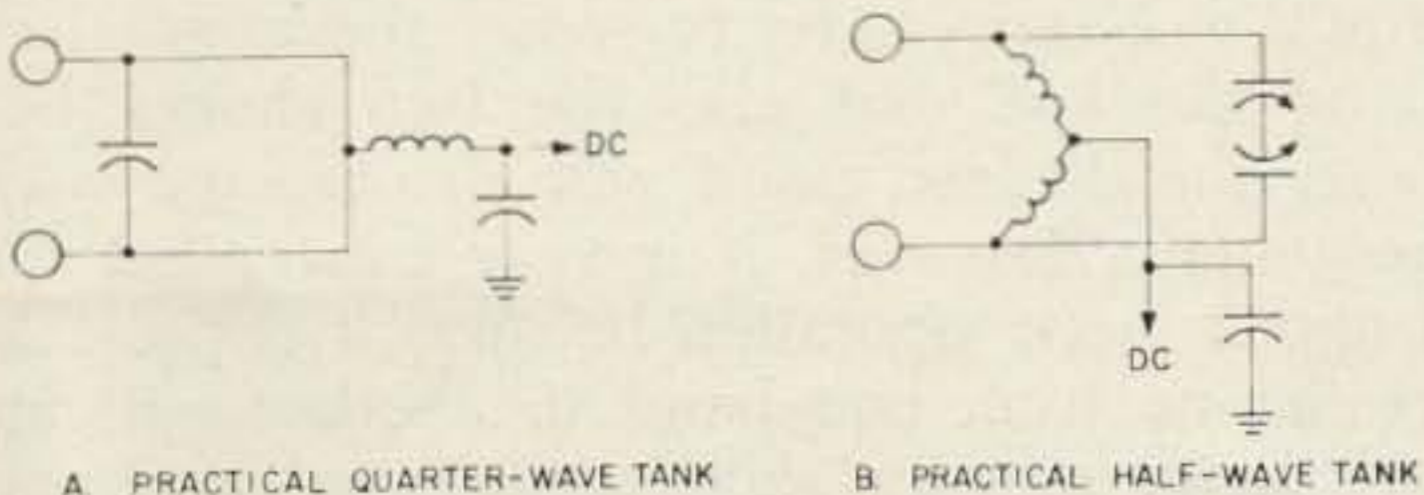 DC
DC
A. PRACTICAL QUARTER-WAVE TANK
B. PRACTICAL HALF-WAVE TANK